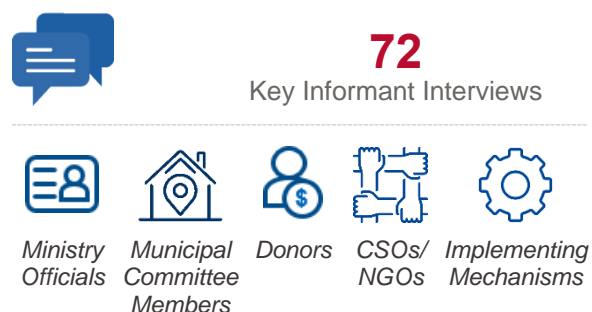 72
Key Informant Interviews
$
Ministry Officials
Municipal Committee Members
Donors
CSOs/ NGOs
Implementing Mechanisms